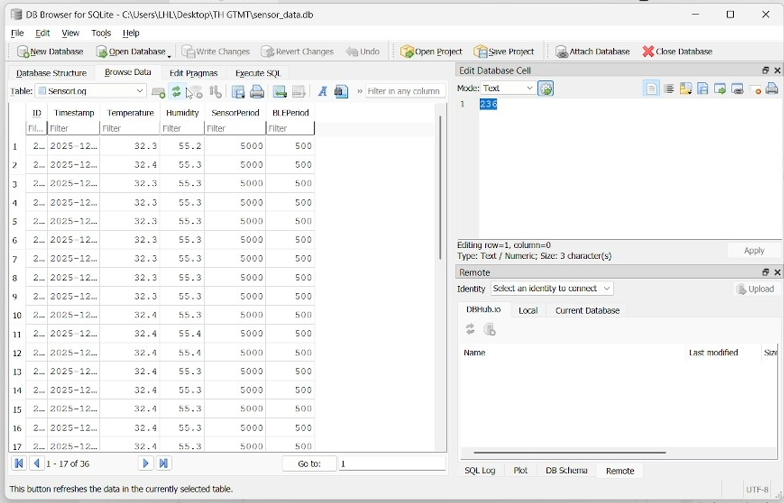 DB Browser for SQLite - C:\Users\LHL\Desktop\TH GTMT\sensor_data.db
File Edit View Tools Help
New Database Open Database Write Changes Revert Changes Undo Open Project Save Project Attach Database Close Database
Database Structure Browse Data Edit Pragmas Execute SQL
Table: SensorLog » Filter in any column
ID Timestamp Temperature Humidity SensorPeriod BLEPeriod
Fil... Filter Filter Filter Filter Filter
1 2... 2025-12... 32.3 55.2 5000 500
2 2... 2025-12... 32.4 55.3 5000 500
3 2... 2025-12... 32.3 55.3 5000 500
4 2... 2025-12... 32.3 55.3 5000 500
5 2... 2025-12... 32.3 55.3 5000 500
6 2... 2025-12... 32.3 55.3 5000 500
7 2... 2025-12... 32.3 55.3 5000 500
8 2... 2025-12... 32.3 55.3 5000 500
9 2... 2025-12... 32.3 55.3 5000 500
10 2... 2025-12... 32.4 55.3 5000 500
11 2... 2025-12... 32.4 55.4 5000 500
12 2... 2025-12... 32.4 55.4 5000 500
13 2... 2025-12... 32.4 55.3 5000 500
14 2... 2025-12... 32.4 55.3 5000 500
15 2... 2025-12... 32.4 55.3 5000 500
16 2... 2025-12... 32.4 55.3 5000 500
17 2... 2025-12... 32.4 55.3 5000 500
1 - 17 of 36 Go to: 1
This button refreshes the data in the currently selected table.
Edit Database Cell
Mode: Text
1 236
Editing row=1, column=0
Type: Text / Numeric; Size: 3 character(s)
Apply
Remote
Identity Select an identity to connect Upload
DBHub.io Local Current Database
Name Last modified Size
SQL Log Plot DB Schema Remote
UTF-8